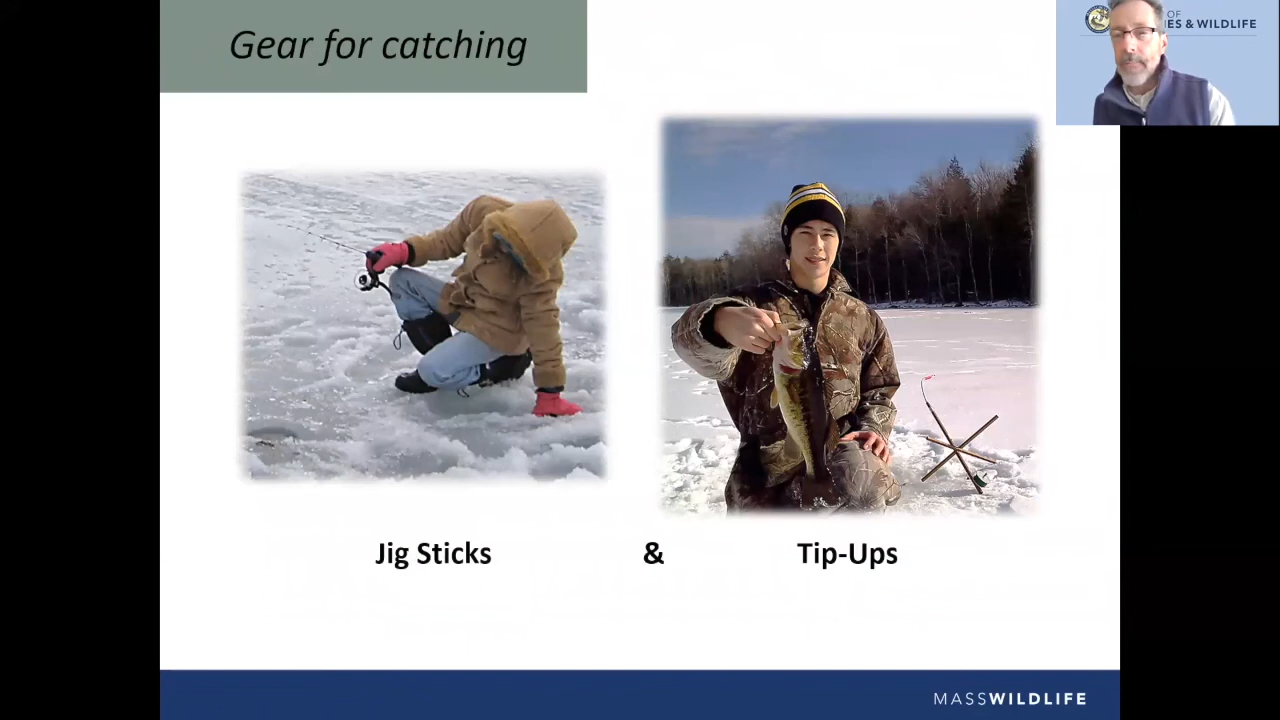 Gear for catching
OF
ES & WILDLIFE
Jig Sticks & Tip-Ups
MASSWILDLIFE